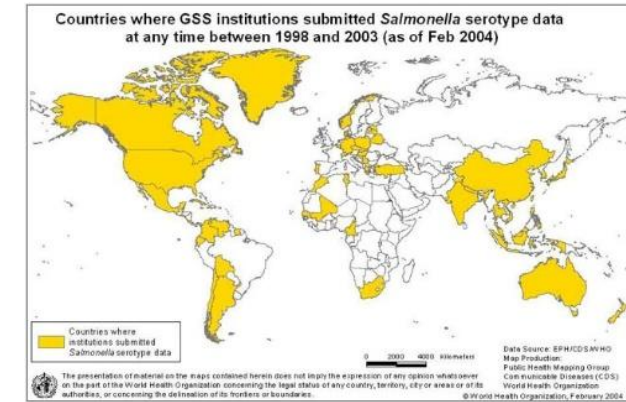 Countries where GSS institutions submitted Salmonella serotype data
at any time between 1998 and 2003 (as of Feb 2004)
Countries where
institutions submitted
Salmonella serotype data
0 2000 4000 Kilometers
Data Source: EPH/CDS/WHO
Map Production:
Public Health Mapping Group
Communicable Diseases (CDS)
World Health Organization
© World Health Organization, February 2004
The presentation of material on the maps contained herein does not imply the expression of any opinion whatsoever
on the part of the World Health Organization concerning the legal status of any country, territory, city or areas or of its
authorities, or concerning the delineation of its frontiers or boundaries.